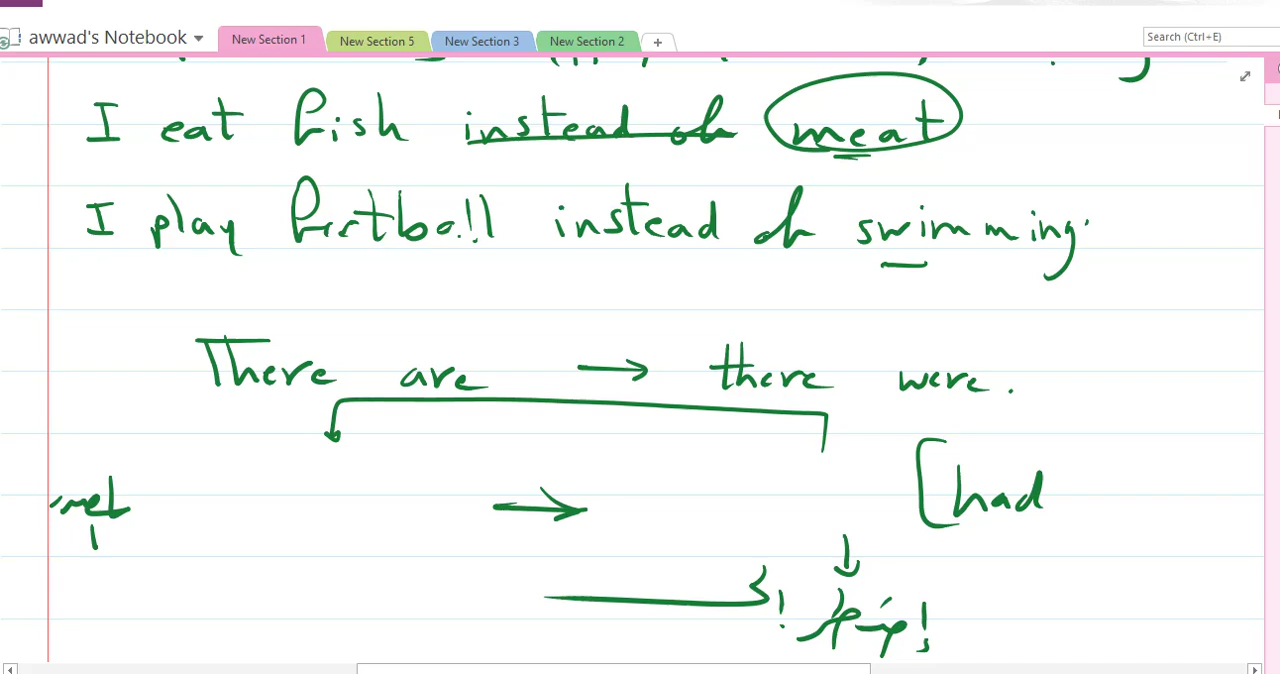 awwad's Notebook New Section 1 New Section 5 New Section 3 New Section 2 + Search (Ctrl+E)
I eat fish instead of meat
I play football instead of swimming.
There are → there were.
→ [had